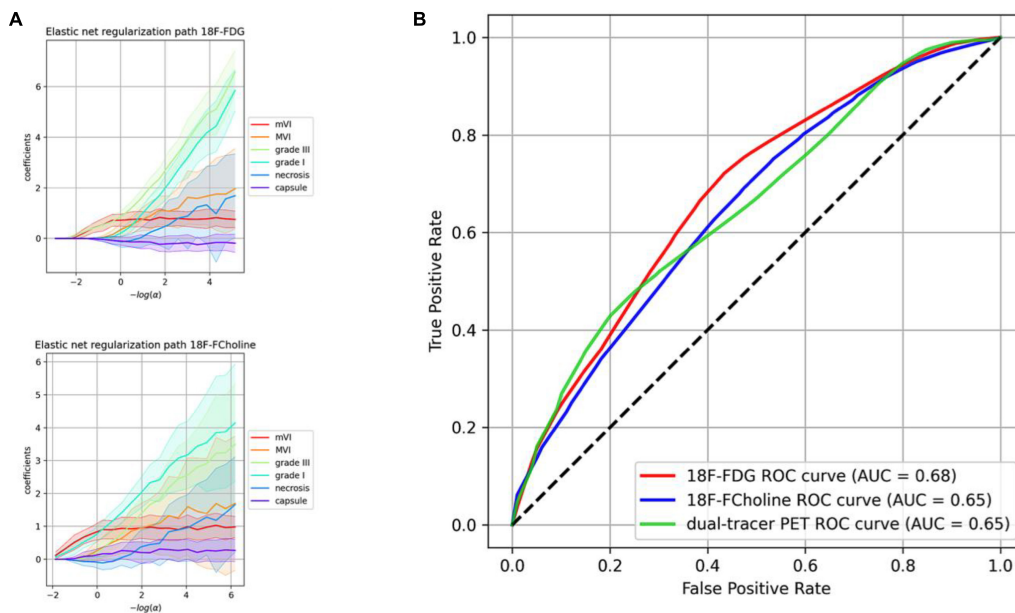 A
Elastic net regularization path 18F-FDG
coefficients
6
4
2
0
−2 0 2 4
−log(α)
mVI
MVI
grade III
grade I
necrosis
capsule
Elastic net regularization path 18F-FCholine
coefficients
6
5
4
3
2
1
0
−2 −1 0 1 2 3 4 5 6
−log(α)
mVI
MVI
grade III
grade I
necrosis
capsule
B
True Positive Rate
1.0
0.8
0.6
0.4
0.2
0.0
18F-FDG ROC curve (AUC = 0.68)
18F-FCholine ROC curve (AUC = 0.65)
dual-tracer PET ROC curve (AUC = 0.65)
0.0 0.2 0.4 0.6 0.8 1.0
False Positive Rate